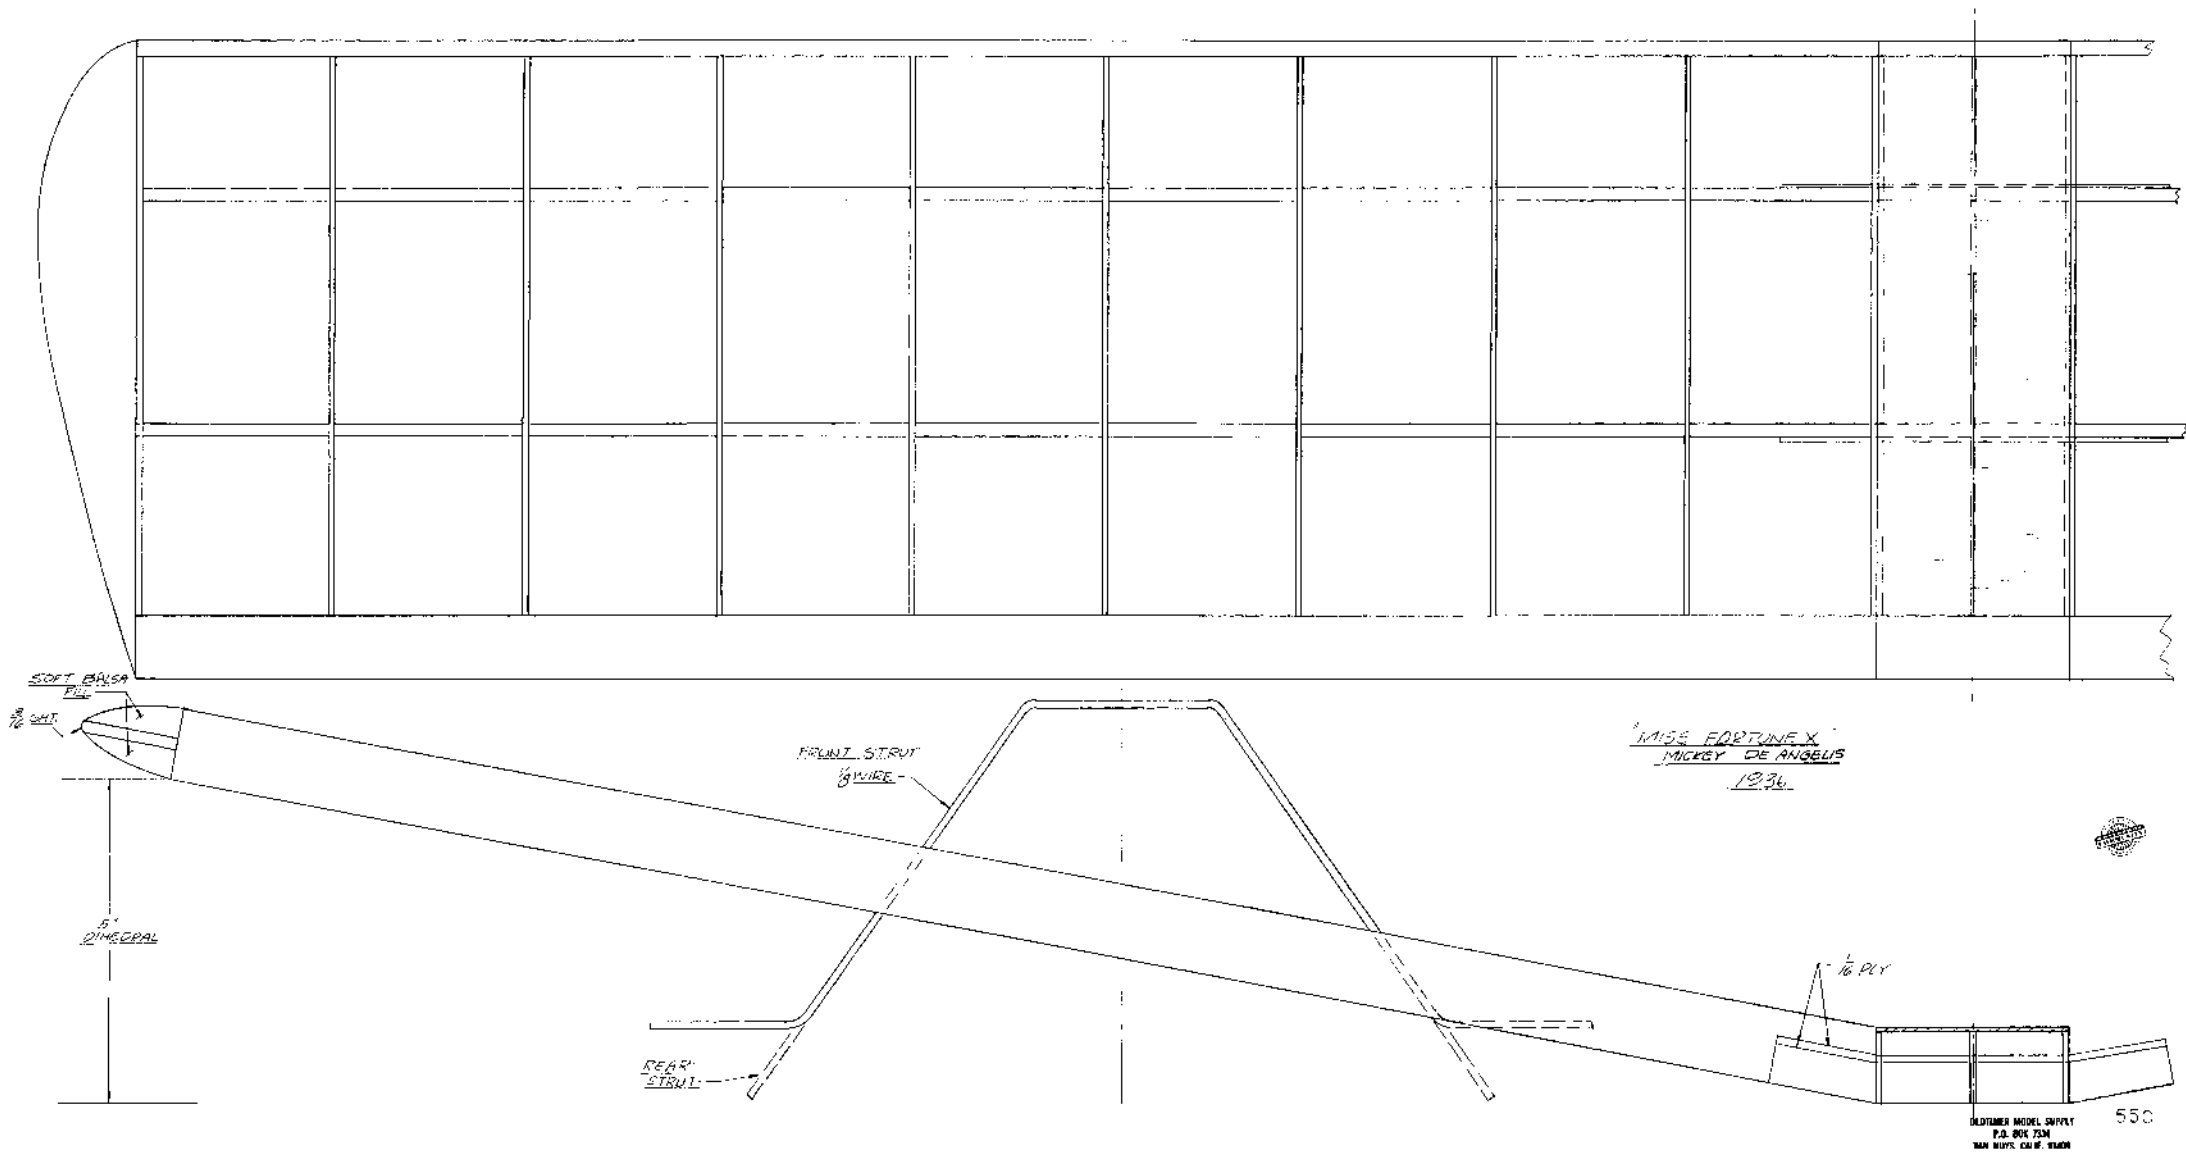 SOFT BALSA
FILL
3/16 SHT.
FRONT STRUT
1/8 WIRE
"MISS FORTUNE X"
MICKEY DE ANGELIS
1936
5"
DIHEDRAL
1/16 PLY
REAR
STRUT
OLDTIMER MODEL SUPPLY
P.O. BOX 7334
VAN NUYS, CALIF.
550